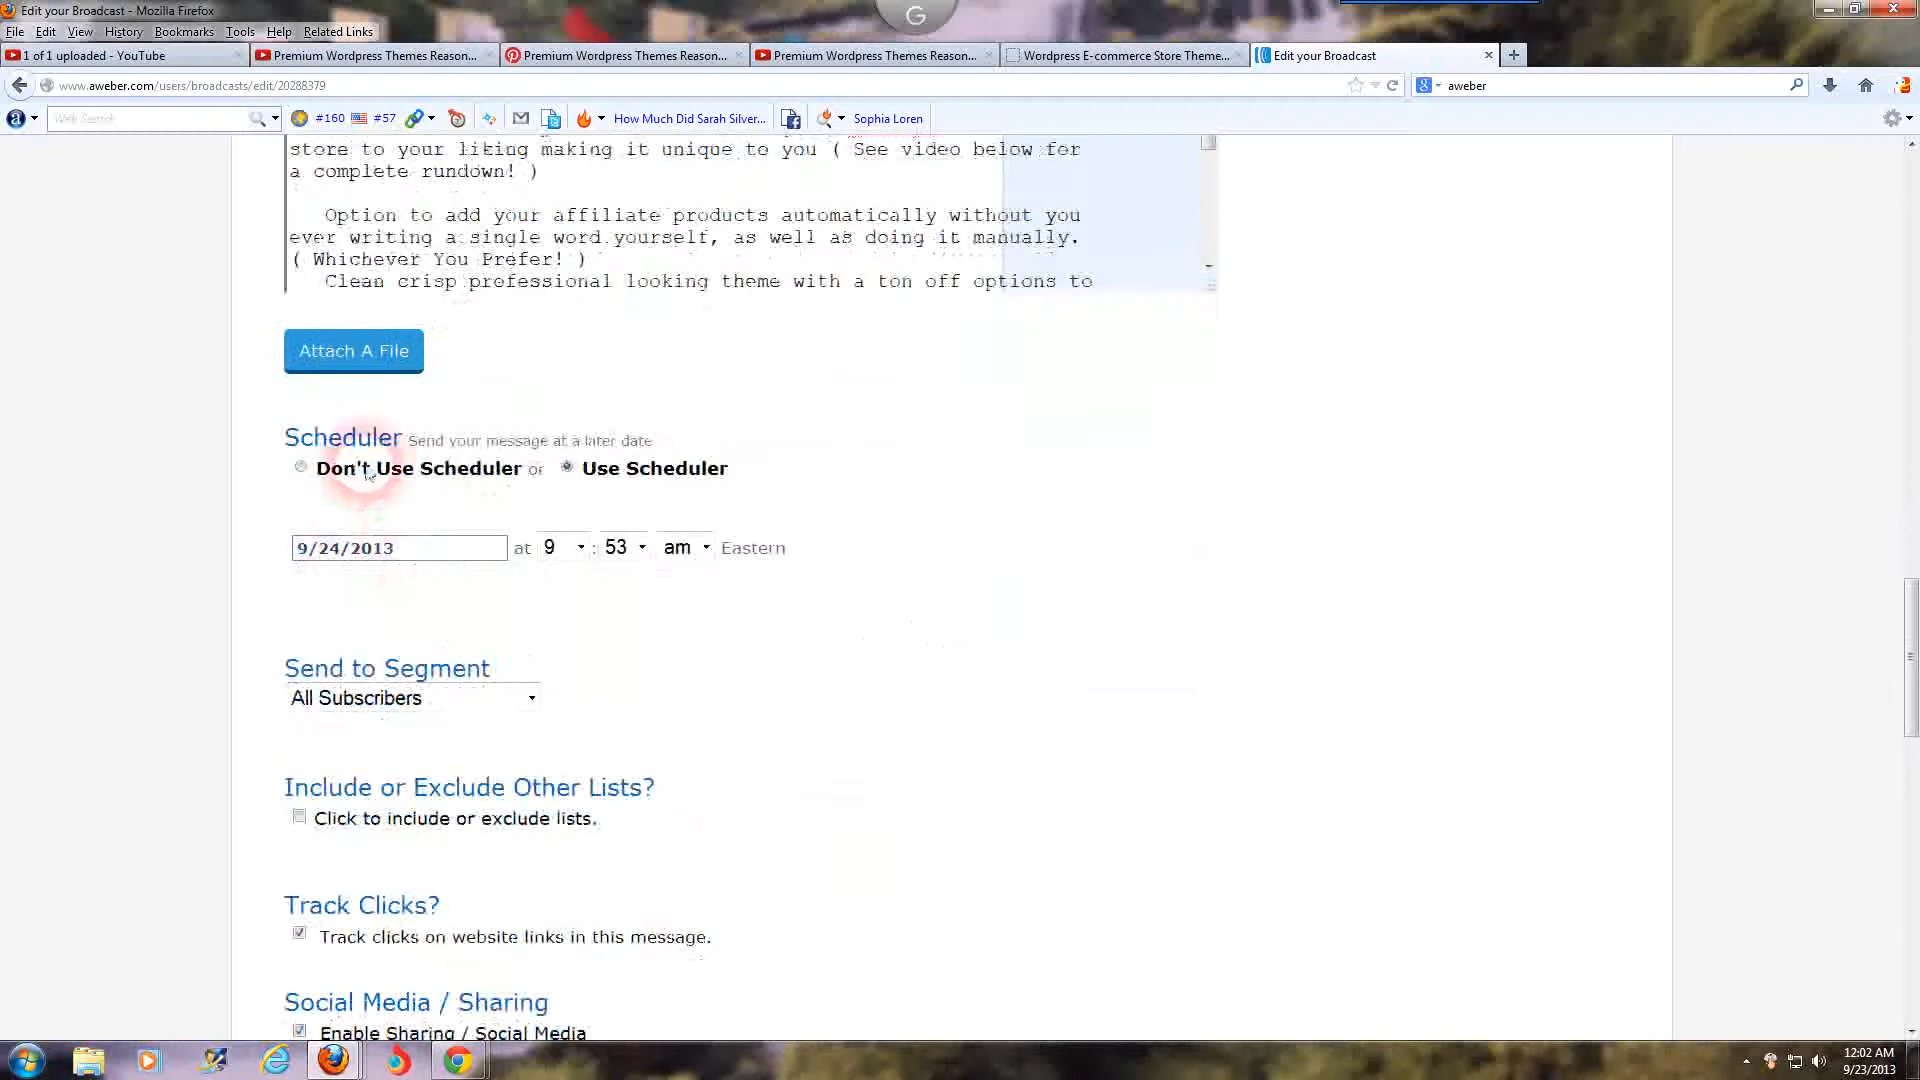 Edit your Broadcast - Mozilla Firefox
File Edit View History Bookmarks Tools Help Related Links
1 of 1 uploaded - YouTube
Premium Wordpress Themes Reason...
Premium Wordpress Themes Reason...
Premium Wordpress Themes Reason...
Wordpress E-commerce Store Theme...
Edit your Broadcast
www.aweber.com/users/broadcasts/edit/20288379
aweber
Web Search
#160 #57 How Much Did Sarah Silver... Sophia Loren
store to your liking making it unique to you ( See video below for
a complete rundown! )
Option to add your affiliate products automatically without you
ever writing a single word yourself, as well as doing it manually.
( Whichever You Prefer! )
Clean crisp professional looking theme with a ton off options to
Attach A File
Scheduler Send your message at a later date
Don't Use Scheduler or Use Scheduler
9/24/2013 at 9 : 53 am Eastern
Send to Segment
All Subscribers
Include or Exclude Other Lists?
Click to include or exclude lists.
Track Clicks?
Track clicks on website links in this message.
Social Media / Sharing
Enable Sharing / Social Media
12:02 AM
9/23/2013